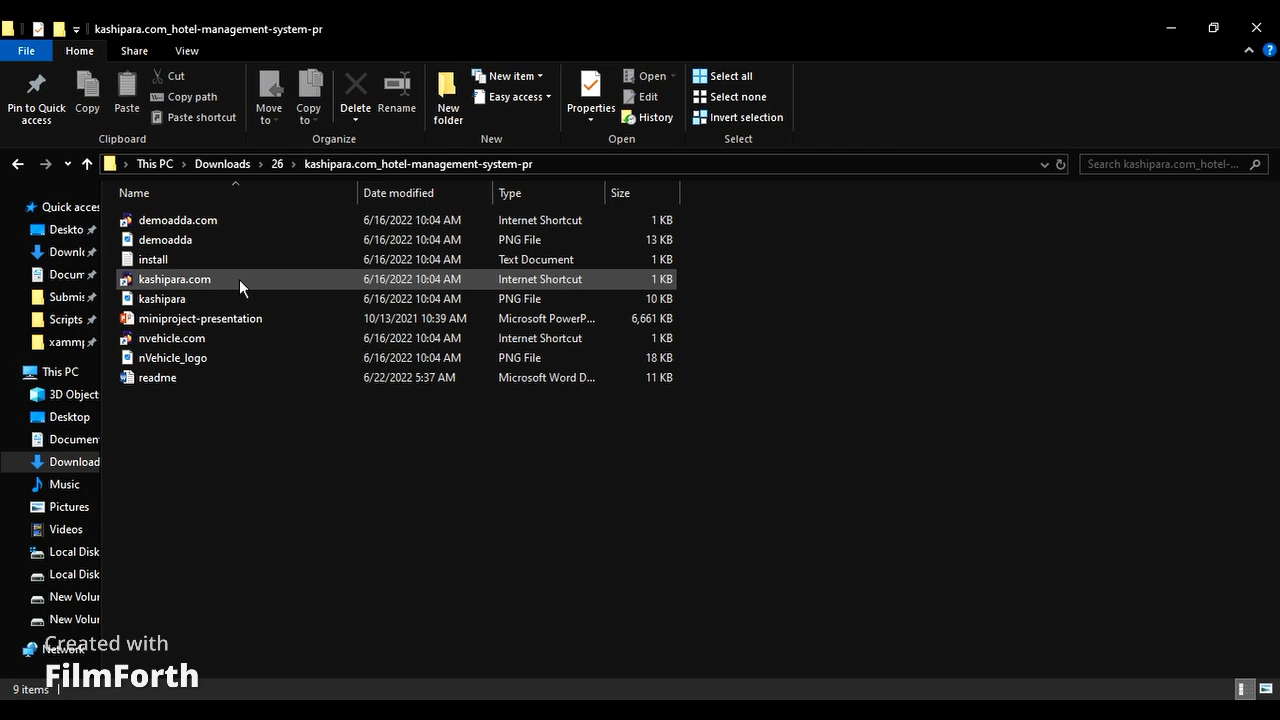 kashipara.com_hotel-management-system-pr
File Home Share View
Pin to Quick access
Copy
Paste
Cut
Copy path
Paste shortcut
Clipboard
Move to
Copy to
Delete
Rename
Organize
New folder
New item
Easy access
New
Properties
Open
Edit
History
Open
Select all
Select none
Invert selection
Select
This PC > Downloads > 26 > kashipara.com_hotel-management-system-pr
Search kashipara.com_hotel-...
Name Date modified Type Size
demoadda.com 6/16/2022 10:04 AM Internet Shortcut 1 KB
demoadda 6/16/2022 10:04 AM PNG File 13 KB
install 6/16/2022 10:04 AM Text Document 1 KB
kashipara.com 6/16/2022 10:04 AM Internet Shortcut 1 KB
kashipara 6/16/2022 10:04 AM PNG File 10 KB
miniproject-presentation 10/13/2021 10:39 AM Microsoft PowerP... 6,661 KB
nvehicle.com 6/16/2022 10:04 AM Internet Shortcut 1 KB
nVehicle_logo 6/16/2022 10:04 AM PNG File 18 KB
readme 6/22/2022 5:37 AM Microsoft Word D... 11 KB
Quick acces
Deskto
Downlo
Docum
Submis
Scripts
xammp
This PC
3D Object
Desktop
Document
Download
Music
Pictures
Videos
Local Disk
Local Disk
New Volum
New Volum
Network
Created with
FilmForth
9 items